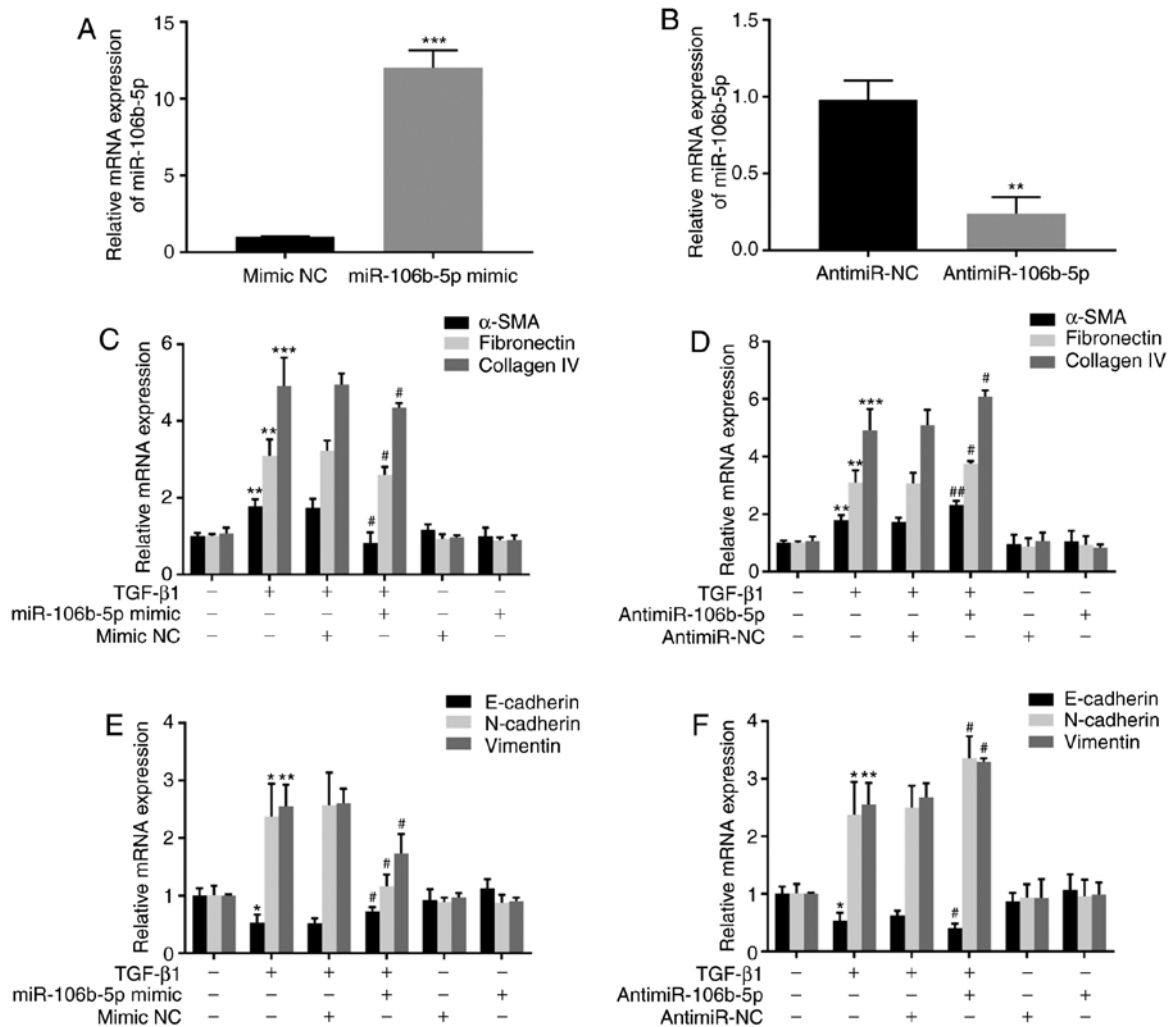 A
Relative mRNA expression
of miR-106b-5p
15
10
5
0
***
Mimic NC
miR-106b-5p mimic
B
Relative mRNA expression
of miR-106b-5p
1.5
1.0
0.5
0.0
**
AntimiR-NC
AntimiR-106b-5p
C
α-SMA
Fibronectin
Collagen IV
Relative mRNA expression
6
4
2
0
** ** ***
# # #
TGF-β1 – + + + – –
miR-106b-5p mimic – – – + – +
Mimic NC – – + – + –
D
α-SMA
Fibronectin
Collagen IV
Relative mRNA expression
8
6
4
2
0
** ** ***
## # #
TGF-β1 – + + + – –
AntimiR-106b-5p – – – + – +
AntimiR-NC – – + – + –
E
E-cadherin
N-cadherin
Vimentin
Relative mRNA expression
4
3
2
1
0
* * **
# # #
TGF-β1 – + + + – –
miR-106b-5p mimic – – – + – +
Mimic NC – – + – + –
F
E-cadherin
N-cadherin
Vimentin
Relative mRNA expression
4
3
2
1
0
* * **
# # #
TGF-β1 – + + + – –
AntimiR-106b-5p – – – + – +
AntimiR-NC – – + – + –